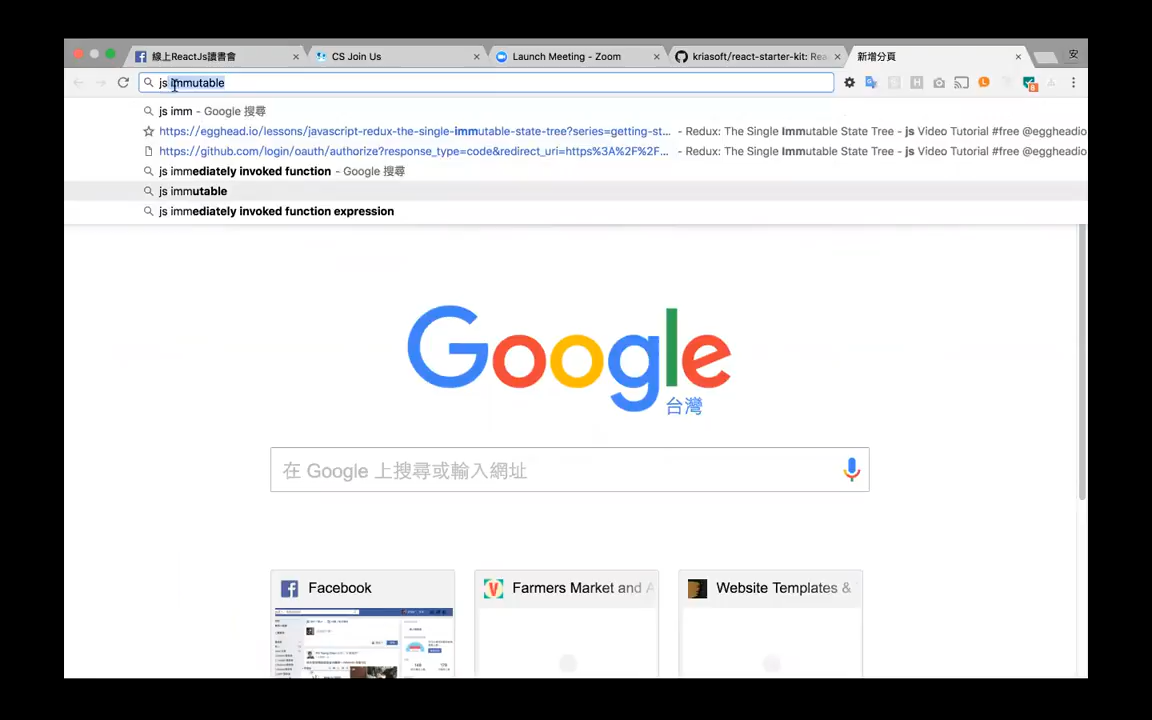 線上ReactJs讀書會
CS Join Us
Launch Meeting - Zoom
kriasoft/react-starter-kit: Rea
新增分頁
安
js immutable
8
js imm - Google 搜尋
https://egghead.io/lessons/javascript-redux-the-single-immutable-state-tree?series=getting-st... - Redux: The Single Immutable State Tree - js Video Tutorial #free @eggheadio
https://github.com/login/oauth/authorize?response_type=code&redirect_uri=https%3A%2F%2F... - Redux: The Single Immutable State Tree - js Video Tutorial #free @eggheadio
js immediately invoked function - Google 搜尋
js immutable
js immediately invoked function expression
Google
台灣
在 Google 上搜尋或輸入網址
Facebook
Farmers Market and A
Website Templates &